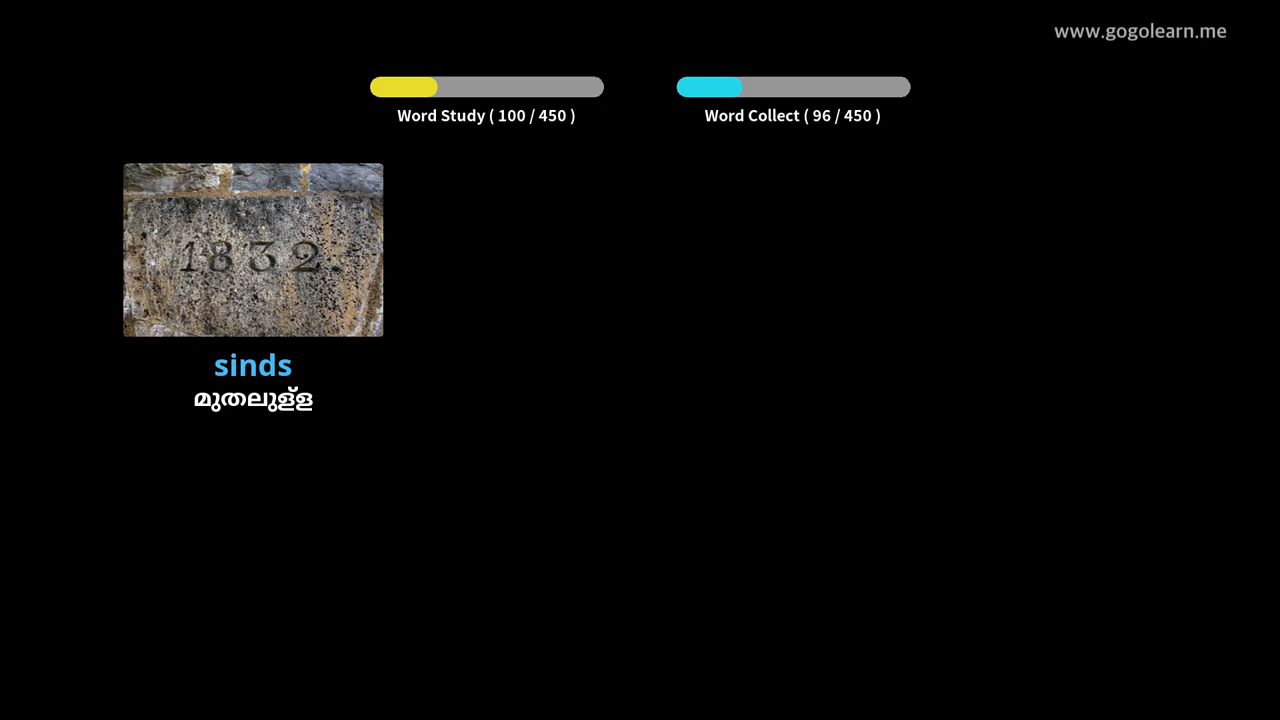 www.gogolearn.me
Word Study ( 100 / 450 )
Word Collect ( 96 / 450 )
1832.
sinds
മുതലുള്ള